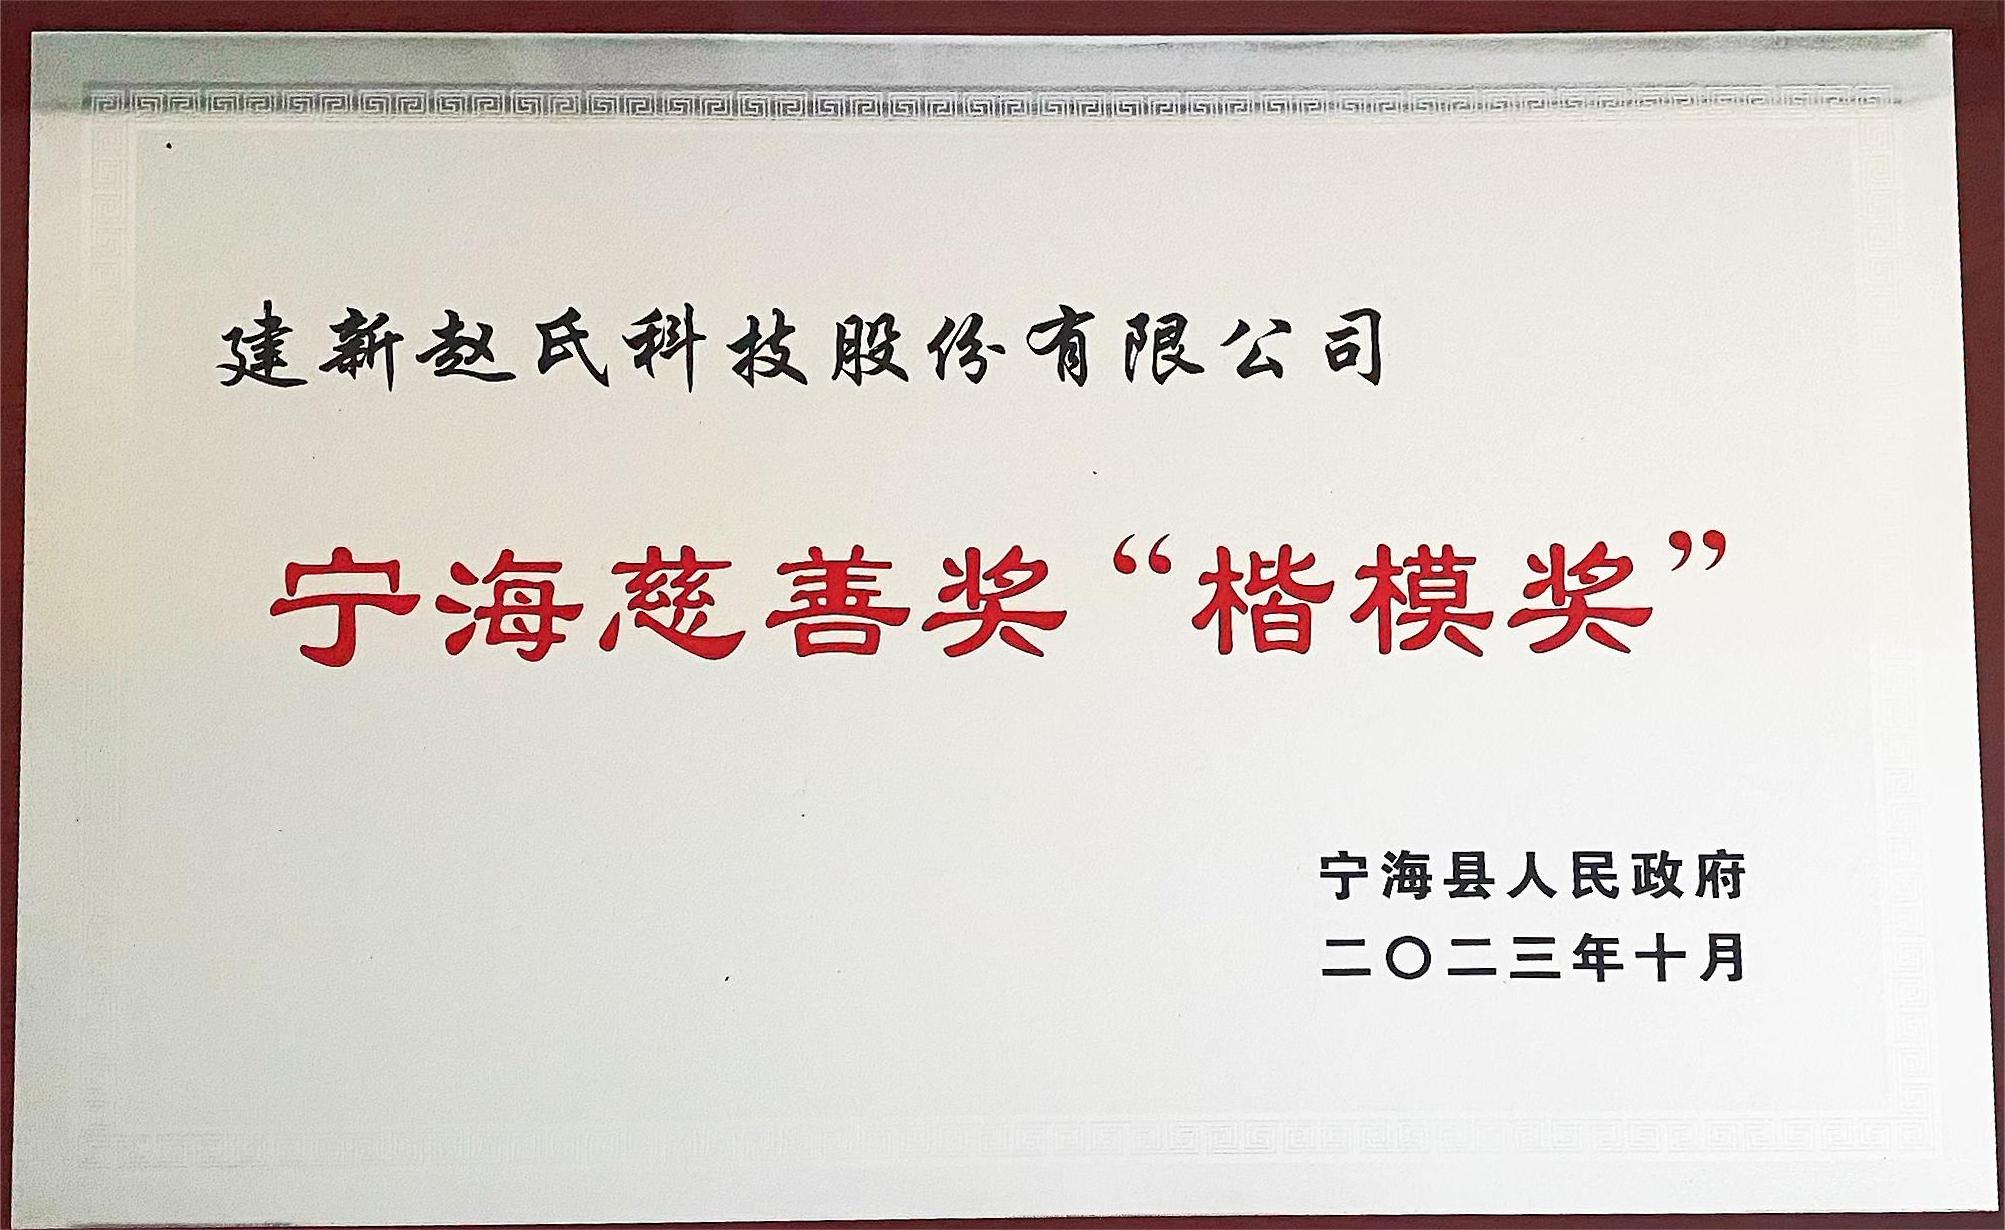 建新赵氏科技股份有限公司
宁海慈善奖“楷模奖”
宁海县人民政府
二〇二三年十月